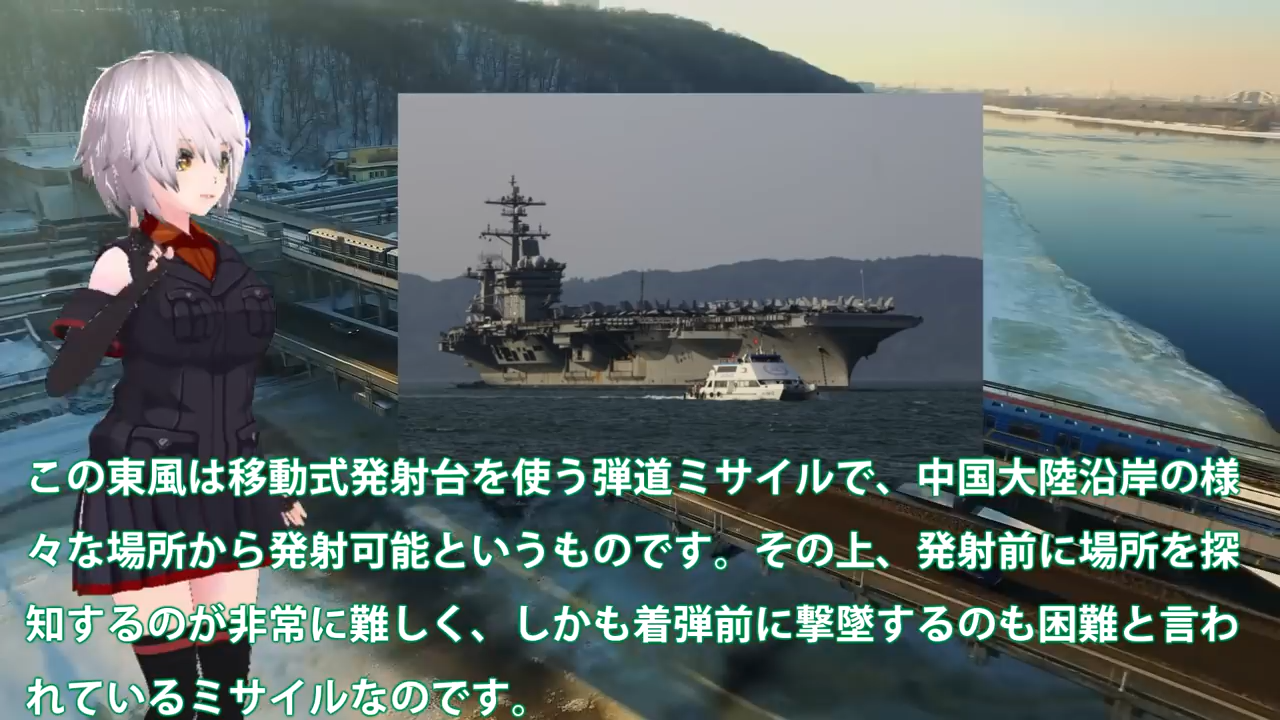 この東風は移動式発射台を使う弾道ミサイルで、中国大陸沿岸の様
々な場所から発射可能というものです。その上、発射前に場所を探
知するのが非常に難しく、しかも着弾前に撃墜するのも困難と言わ
れているミサイルなのです。